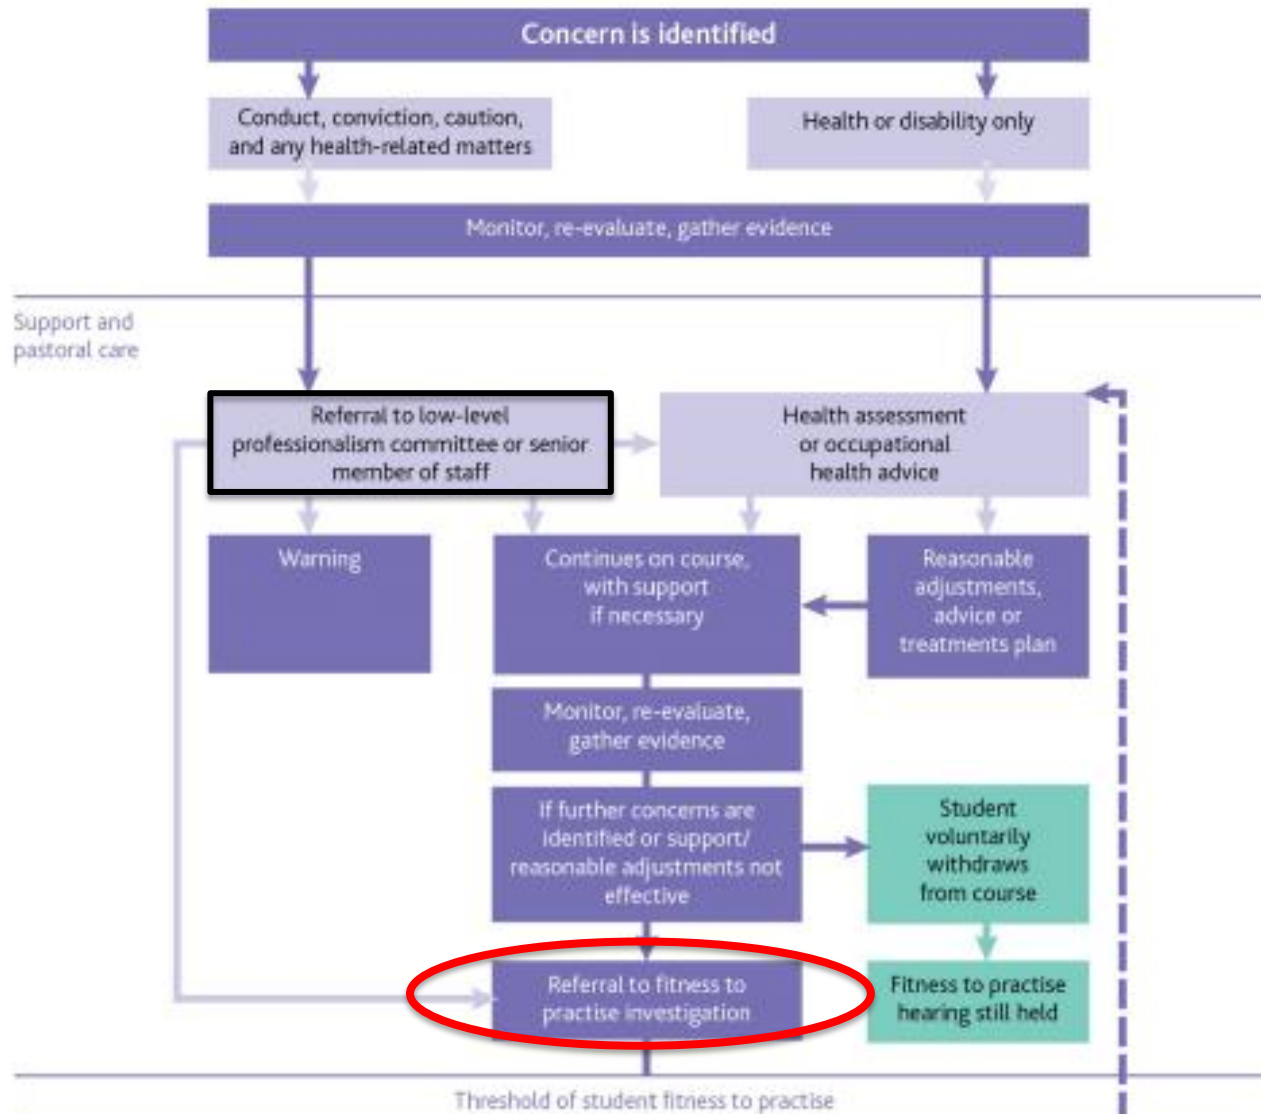 Concern is identified
Conduct, conviction, caution,
and any health-related matters
Health or disability only
Monitor, re-evaluate, gather evidence
Support and
pastoral care
Referral to low-level
professionalism committee or senior
member of staff
Health assessment
or occupational
health advice
Warning
Continues on course,
with support
if necessary
Reasonable
adjustments,
advice or
treatments plan
Monitor, re-evaluate,
gather evidence
If further concerns are
identified or support/
reasonable adjustments not
effective
Student
voluntarily
withdraws
from course
Referral to fitness to
practise investigation
Fitness to practise
hearing still held
Threshold of student fitness to practise